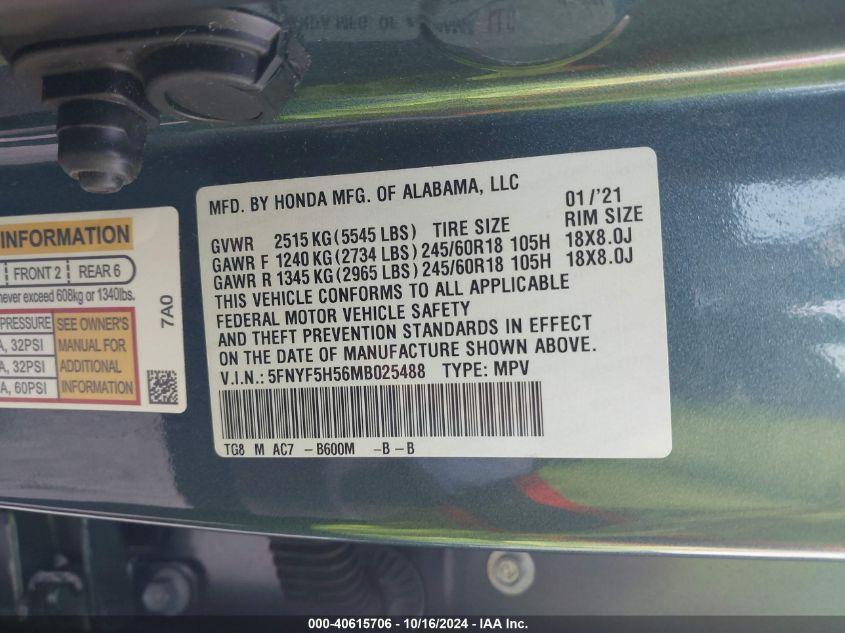 INFORMATION
FRONT 2 REAR 6
never exceed 608kg or 1340lbs.
PRESSURE SEE OWNER'S
A, 32PSI MANUAL FOR
A, 32PSI ADDITIONAL
A, 60PSI INFORMATION
7A0
MFD. BY HONDA MFG. OF ALABAMA, LLC 01/'21
GVWR 2515 KG (5545 LBS) TIRE SIZE RIM SIZE
GAWR F 1240 KG (2734 LBS) 245/60R18 105H 18X8.0J
GAWR R 1345 KG (2965 LBS) 245/60R18 105H 18X8.0J
THIS VEHICLE CONFORMS TO ALL APPLICABLE
FEDERAL MOTOR VEHICLE SAFETY
AND THEFT PREVENTION STANDARDS IN EFFECT
ON THE DATE OF MANUFACTURE SHOWN ABOVE.
V.I.N.: 5FNYF5H56MB025488 TYPE: MPV
TG8 M AC7 -B600M -B -B
000-40615706 - 10/16/2024 - IAA Inc.